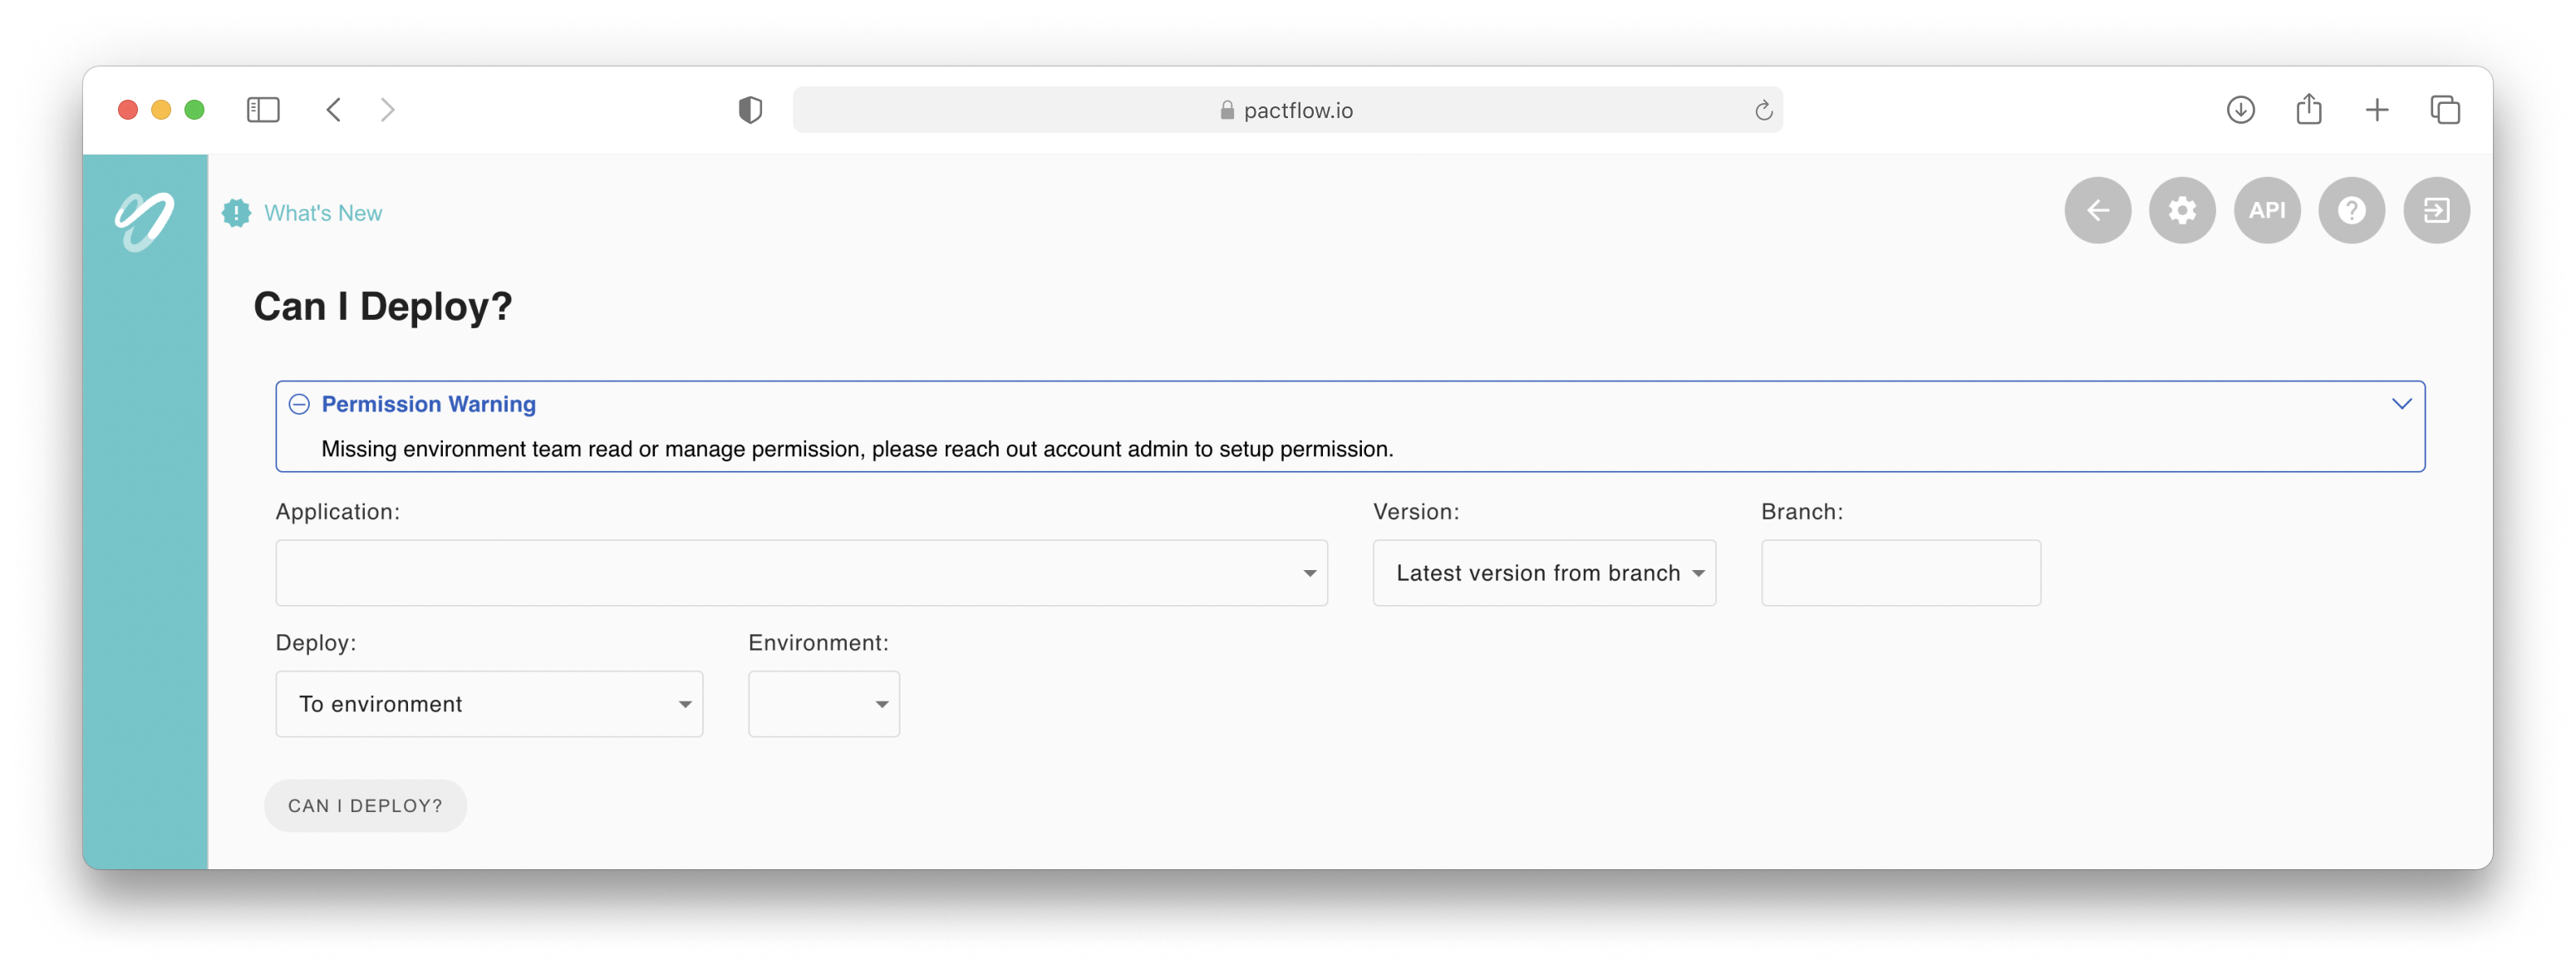 pactflow.io
What's New
API
Can I Deploy?
Permission Warning
Missing environment team read or manage permission, please reach out account admin to setup permission.
Application:
Version:
Branch:
Latest version from branch
Deploy:
Environment:
To environment
CAN I DEPLOY?